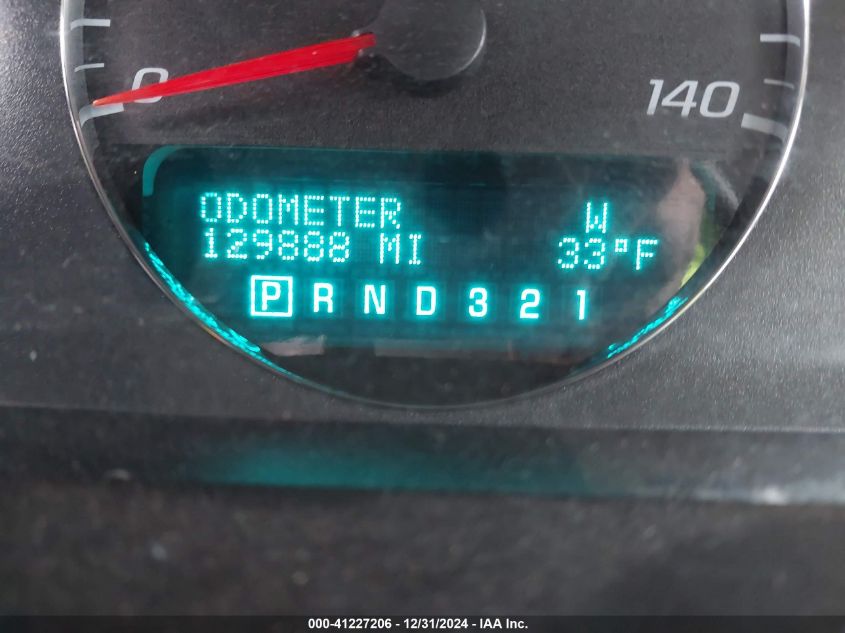 0
140
ODOMETER W
129888 MI 33°F
P R N D 3 2 1
000-41227206 - 12/31/2024 - IAA Inc.